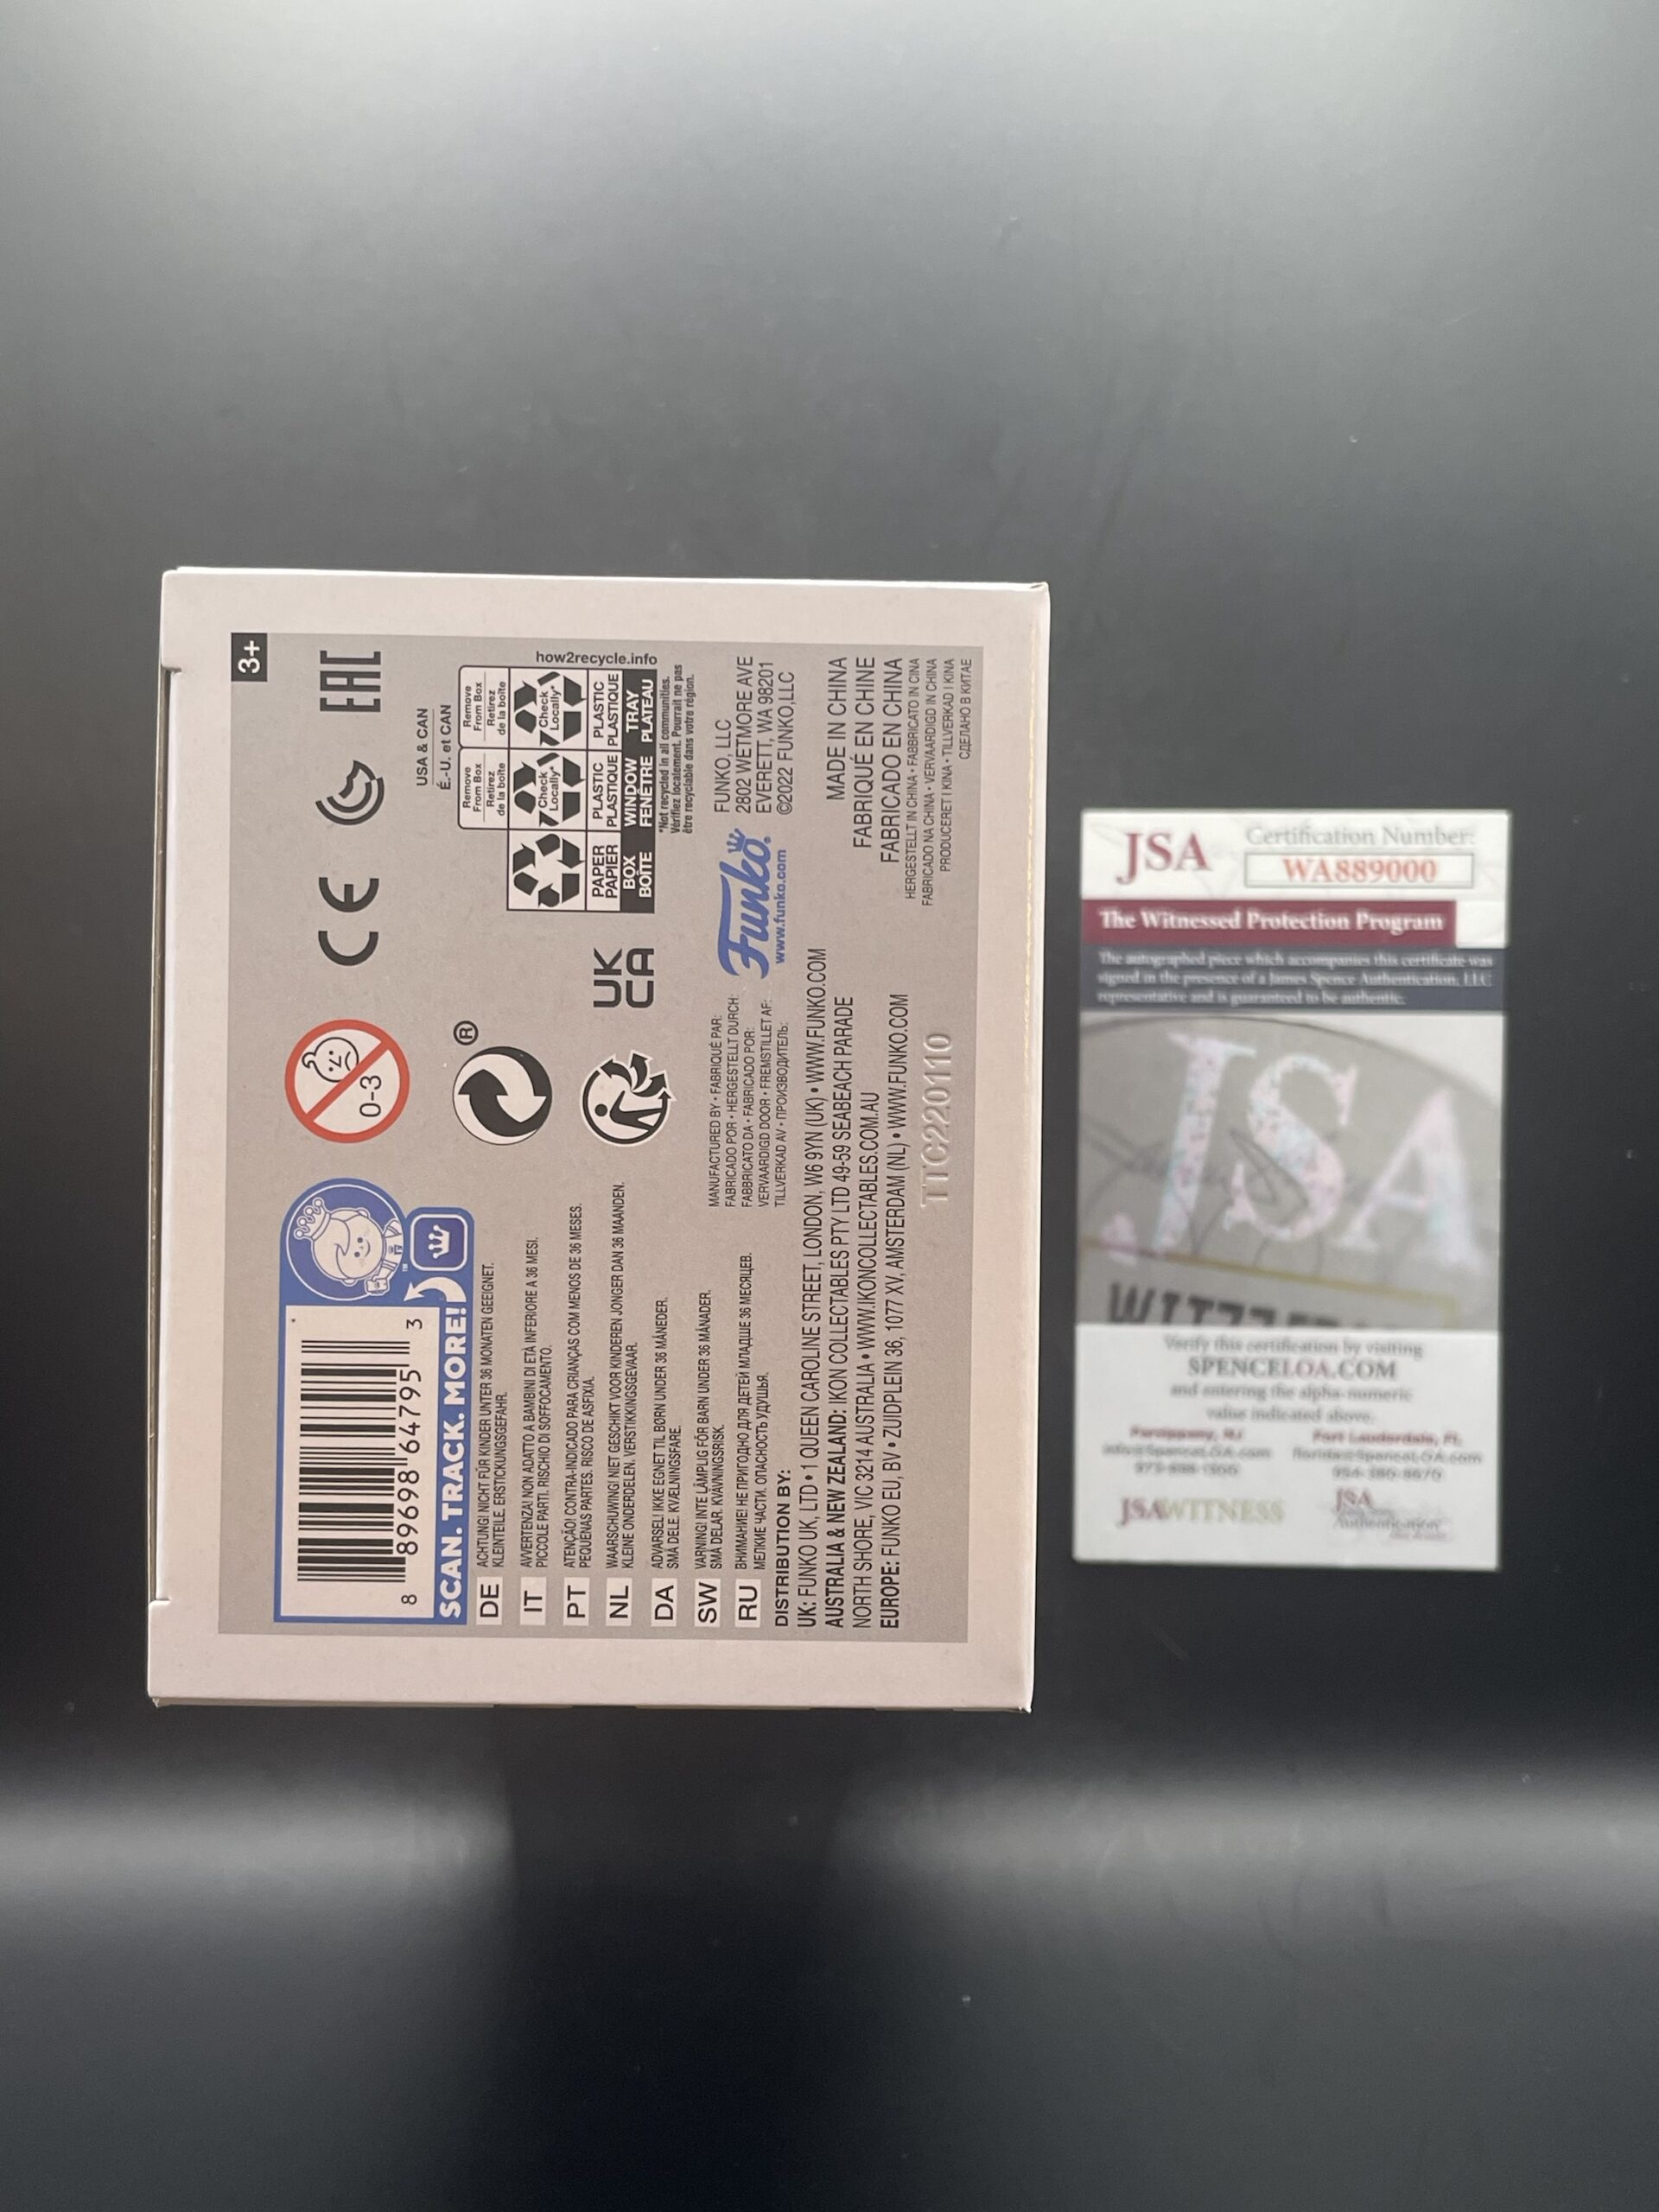 3+
EAC
CE
0-3
8 89698 64795 3
SCAN. TRACK. MORE!
™
®
UK
CA
USA & CAN
É.-U. et CAN
Remove
From Box
Retirez
de la boîte
Remove
From Box
Retirez
de la boîte
Check
Locally*
Check
Locally*
PAPER
PAPIER
BOX
BOÎTE
PLASTIC
PLASTIQUE
WINDOW
FENÊTRE
PLASTIC
PLASTIQUE
TRAY
PLATEAU
how2recycle.info
*Not recycled in all communities.
Vérifiez localement. Pourrait ne pas
être recyclable dans votre région.
DE ACHTUNG! NICHT FÜR KINDER UNTER 36 MONATEN GEEIGNET.
KLEINTEILE. ERSTICKUNGSGEFAHR.
IT AVVERTENZA! NON ADATTO A BAMBINI DI ETÀ INFERIORE A 36 MESI.
PICCOLE PARTI. RISCHIO DI SOFFOCAMENTO.
PT ATENÇÃO! CONTRA-INDICADO PARA CRIANÇAS COM MENOS DE 36 MESES.
PEQUENAS PARTES. RISCO DE ASFIXIA.
NL WAARSCHUWING! NIET GESCHIKT VOOR KINDEREN JONGER DAN 36 MAANDEN.
KLEINE ONDERDELEN. VERSTIKKINGSGEVAAR.
DA ADVARSEL! IKKE EGNET TIL BØRN UNDER 36 MÅNEDER.
SMÅ DELE. KVÆLNINGSFARE.
SW VARNING! INTE LÄMPLIG FÖR BARN UNDER 36 MÅNADER.
SMÅ DELAR. KVÄVNINGSRISK.
RU ВНИМАНИЕ! НЕ ПРИГОДНО ДЛЯ ДЕТЕЙ МЛАДШЕ 36 МЕСЯЦЕВ.
МЕЛКИЕ ЧАСТИ. ОПАСНОСТЬ УДУШЬЯ.
MANUFACTURED BY • FABRIQUÉ PAR:
FABRICADO POR • HERGESTELLT DURCH:
FABBRICATO DA • FABRICADO POR:
VERVAARDIGD DOOR • FREMSTILLET AF:
TILLVERKAD AV • ПРОИЗВОДИТЕЛЬ:
Funko®
www.funko.com
FUNKO, LLC
2802 WETMORE AVE
EVERETT, WA 98201
©2022 FUNKO,LLC
DISTRIBUTION BY:
UK: FUNKO UK, LTD • 1 QUEEN CAROLINE STREET, LONDON, W6 9YN (UK) • WWW.FUNKO.COM
AUSTRALIA & NEW ZEALAND: IKON COLLECTABLES PTY LTD 49-59 SEABEACH PARADE
NORTH SHORE, VIC 3214 AUSTRALIA • WWW.IKONCOLLECTABLES.COM.AU
EUROPE: FUNKO EU, BV • ZUIDPLEIN 36, 1077 XV, AMSTERDAM (NL) • WWW.FUNKO.COM
MADE IN CHINA
FABRIQUÉ EN CHINE
FABRICADO EN CHINA
HERGESTELLT IN CHINA • FABBRICATO IN CINA
FABRICADO NA CHINA • VERVAARDIGD IN CHINA
PRODUCERET I KINA • TILLVERKAD I KINA
СДЕЛАНО В КИТАЕ
TTC220110
JSA
Certification Number:
WA889000
The Witnessed Protection Program
The autographed piece which accompanies this certificate was
signed in the presence of a James Spence Authentication, LLC
representative and is guaranteed to be authentic.
JSA
Verify this certification by visiting
SPENCELOA.COM
and entering the alpha-numeric
value indicated above.
Parsippany, NJ
Fort Lauderdale, FL
JSAWITNESS
JSA
Authentication